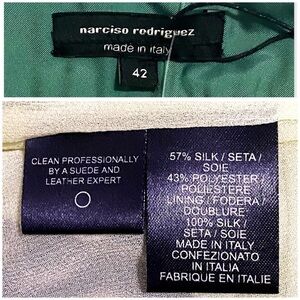 narciso rodriguez
made in italy
42
CLEAN PROFESSIONALLY
BY A SUEDE AND
LEATHER EXPERT
57% SILK / SETA /
SOIE
43% POLYESTER /
POLIESTERE
LINING / FODERA /
DOUBLURE
100% SILK /
SETA / SOIE
MADE IN ITALY
CONFEZIONATO
IN ITALIA
FABRIQUE EN ITALIE